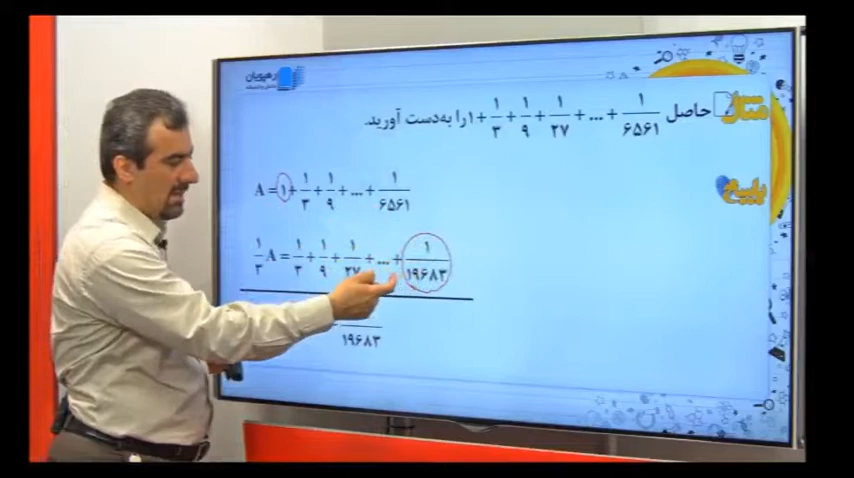 رهپویان
مثال
حاصل ۱+۱/۳+۱/۹+۱/۲۷+...+۱/۶۵۶۱ را به‌دست آورید.
پاسخ
A=۱+۱/۳+۱/۹+...+۱/۶۵۶۱
۱/۳A=۱/۳+۱/۹+۱/۲۷+...+۱/۱۹۶۸۳
۱۹۶۸۳